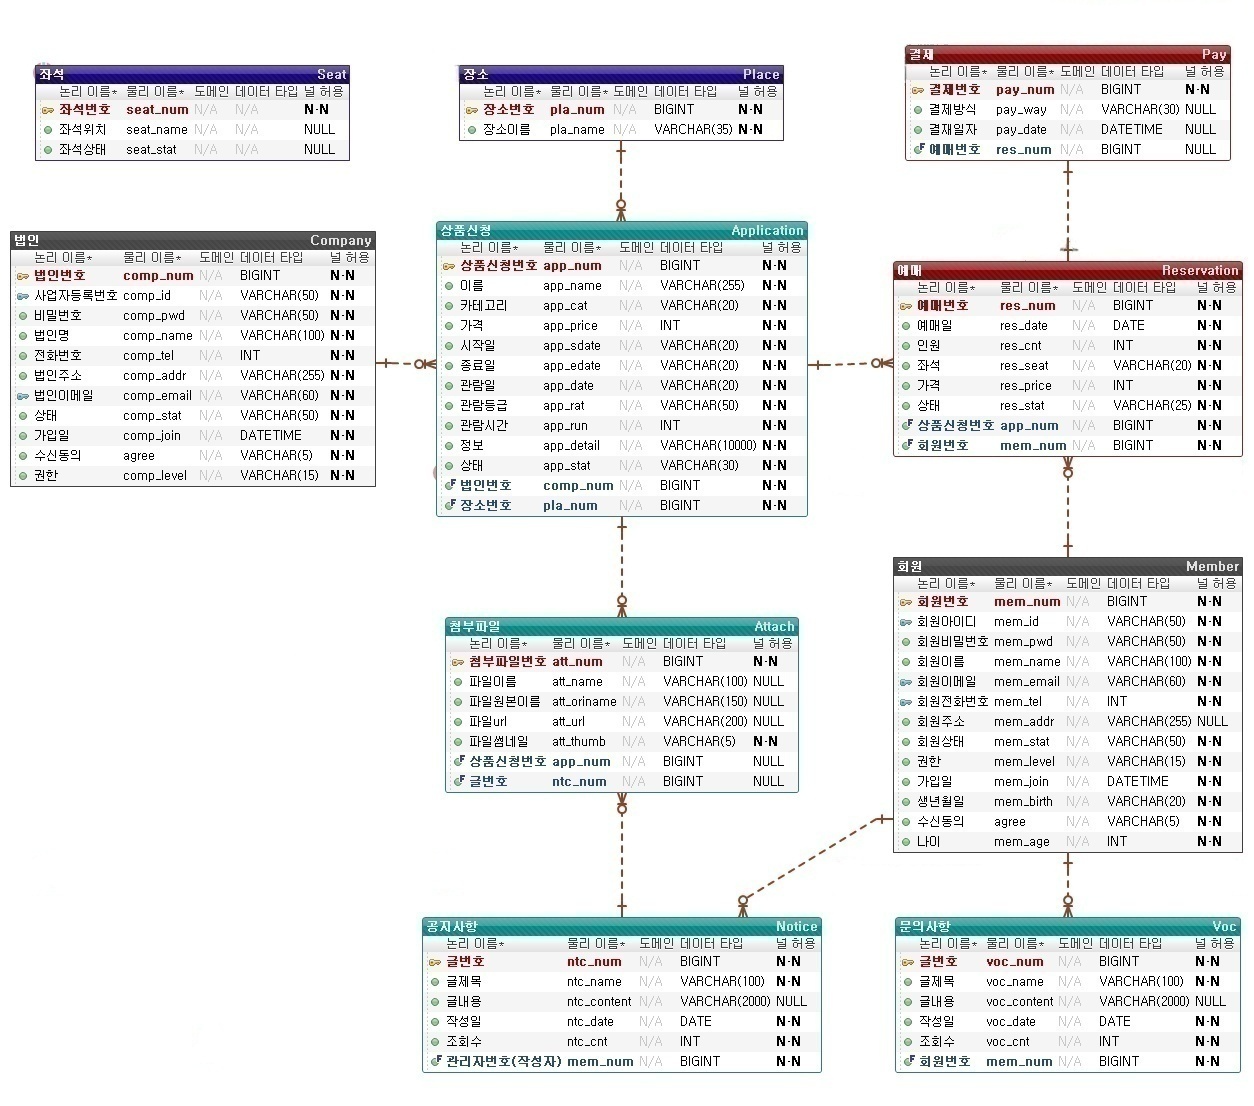 좌석 Seat
논리 이름* 물리 이름* 도메인 데이터 타입 널 허용
좌석번호 seat_num N/A N/A N·N
좌석위치 seat_name N/A N/A NULL
좌석상태 seat_stat N/A N/A NULL
장소 Place
논리 이름* 물리 이름* 도메인 데이터 타입 널 허용
장소번호 pla_num N/A BIGINT N·N
장소이름 pla_name N/A VARCHAR(35) N·N
결제 Pay
논리 이름* 물리 이름* 도메인 데이터 타입 널 허용
결제번호 pay_num N/A BIGINT N·N
결제방식 pay_way N/A VARCHAR(30) NULL
결재일자 pay_date N/A DATETIME NULL
예매번호 res_num N/A BIGINT NULL
법인 Company
논리 이름* 물리 이름* 도메인 데이터 타입 널 허용
법인번호 comp_num N/A BIGINT N·N
사업자등록번호 comp_id N/A VARCHAR(50) N·N
비밀번호 comp_pwd N/A VARCHAR(50) N·N
법인명 comp_name N/A VARCHAR(100) N·N
전화번호 comp_tel N/A INT N·N
법인주소 comp_addr N/A VARCHAR(255) N·N
법인이메일 comp_email N/A VARCHAR(60) N·N
상태 comp_stat N/A VARCHAR(50) N·N
가입일 comp_join N/A DATETIME N·N
수신동의 agree N/A VARCHAR(5) N·N
권한 comp_level N/A VARCHAR(15) N·N
상품신청 Application
논리 이름* 물리 이름* 도메인 데이터 타입 널 허용
상품신청번호 app_num N/A BIGINT N·N
이름 app_name N/A VARCHAR(255) N·N
카테고리 app_cat N/A VARCHAR(20) N·N
가격 app_price N/A INT N·N
시작일 app_sdate N/A VARCHAR(20) N·N
종료일 app_edate N/A VARCHAR(20) N·N
관람일 app_date N/A VARCHAR(20) N·N
관람등급 app_rat N/A VARCHAR(50) N·N
관람시간 app_run N/A INT N·N
정보 app_detail N/A VARCHAR(10000) N·N
상태 app_stat N/A VARCHAR(30) N·N
법인번호 comp_num N/A BIGINT N·N
장소번호 pla_num N/A BIGINT N·N
예매 Reservation
논리 이름* 물리 이름* 도메인 데이터 타입 널 허용
예매번호 res_num N/A BIGINT N·N
예매일 res_date N/A DATE N·N
인원 res_cnt N/A INT N·N
좌석 res_seat N/A VARCHAR(20) N·N
가격 res_price N/A INT N·N
상태 res_stat N/A VARCHAR(25) N·N
상품신청번호 app_num N/A BIGINT N·N
회원번호 mem_num N/A BIGINT N·N
첨부파일 Attach
논리 이름* 물리 이름* 도메인 데이터 타입 널 허용
첨부파일번호 att_num N/A BIGINT N·N
파일이름 att_name N/A VARCHAR(100) NULL
파일원본이름 att_oriname N/A VARCHAR(150) NULL
파일url att_url N/A VARCHAR(200) NULL
파일썸네일 att_thumb N/A VARCHAR(5) N·N
상품신청번호 app_num N/A BIGINT NULL
글번호 ntc_num N/A BIGINT NULL
회원 Member
논리 이름* 물리 이름* 도메인 데이터 타입 널 허용
회원번호 mem_num N/A BIGINT N·N
회원아이디 mem_id N/A VARCHAR(50) N·N
회원비밀번호 mem_pwd N/A VARCHAR(50) N·N
회원이름 mem_name N/A VARCHAR(100) N·N
회원이메일 mem_email N/A VARCHAR(60) N·N
회원전화번호 mem_tel N/A INT N·N
회원주소 mem_addr N/A VARCHAR(255) NULL
회원상태 mem_stat N/A VARCHAR(50) N·N
권한 mem_level N/A VARCHAR(15) N·N
가입일 mem_join N/A DATETIME N·N
생년월일 mem_birth N/A VARCHAR(20) N·N
수신동의 agree N/A VARCHAR(5) N·N
나이 mem_age N/A INT N·N
공지사항 Notice
논리 이름* 물리 이름* 도메인 데이터 타입 널 허용
글번호 ntc_num N/A BIGINT N·N
글제목 ntc_name N/A VARCHAR(100) N·N
글내용 ntc_content N/A VARCHAR(2000) NULL
작성일 ntc_date N/A DATE N·N
조회수 ntc_cnt N/A INT N·N
관리자번호(작성자) mem_num N/A BIGINT N·N
문의사항 Voc
논리 이름* 물리 이름* 도메인 데이터 타입 널 허용
글번호 voc_num N/A BIGINT N·N
글제목 voc_name N/A VARCHAR(100) N·N
글내용 voc_content N/A VARCHAR(2000) NULL
작성일 voc_date N/A DATE N·N
조회수 voc_cnt N/A INT N·N
회원번호 mem_num N/A BIGINT N·N